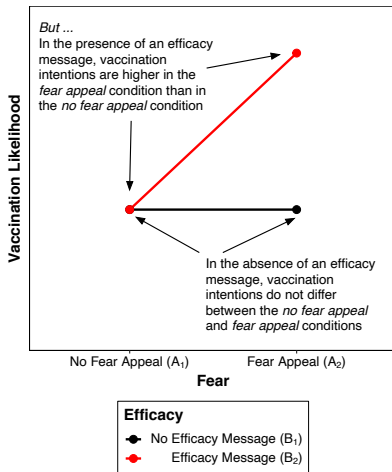 But ...
In the presence of an efficacy
message, vaccination
intentions are higher in the
fear appeal condition than in
the no fear appeal condition
Vaccination Likelihood
In the absence of an efficacy
message, vaccination
intentions do not differ
between the no fear appeal
and fear appeal conditions
No Fear Appeal (A₁)
Fear Appeal (A₂)
Fear
Efficacy
No Efficacy Message (B₁)
Efficacy Message (B₂)